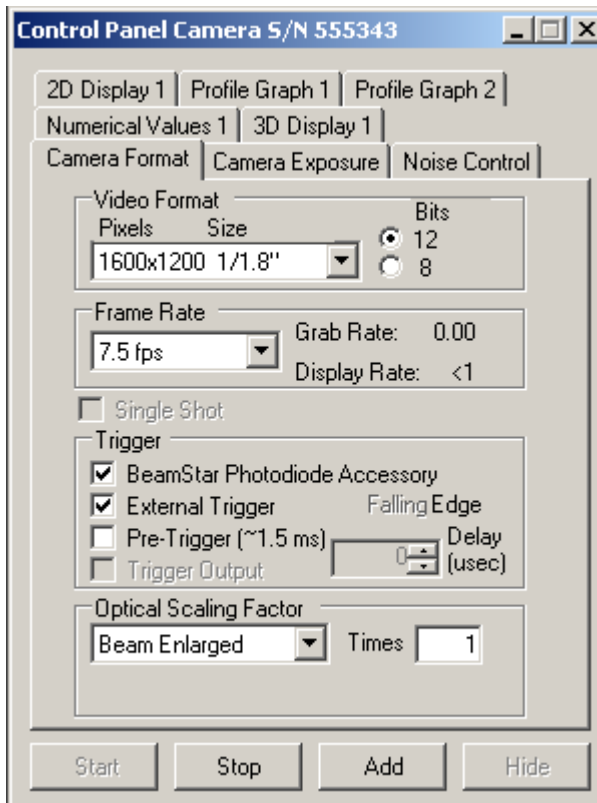 Control Panel Camera S/N 555343
2D Display 1 Profile Graph 1 Profile Graph 2
Numerical Values 1 3D Display 1
Camera Format Camera Exposure Noise Control
Video Format
Pixels Size Bits
1600x1200 1/1.8" 12
8
Frame Rate
7.5 fps Grab Rate: 0.00
Display Rate: <1
Single Shot
Trigger
BeamStar Photodiode Accessory
External Trigger Falling Edge
Pre-Trigger (~1.5 ms) 0 Delay
Trigger Output (usec)
Optical Scaling Factor
Beam Enlarged Times 1
Start Stop Add Hide